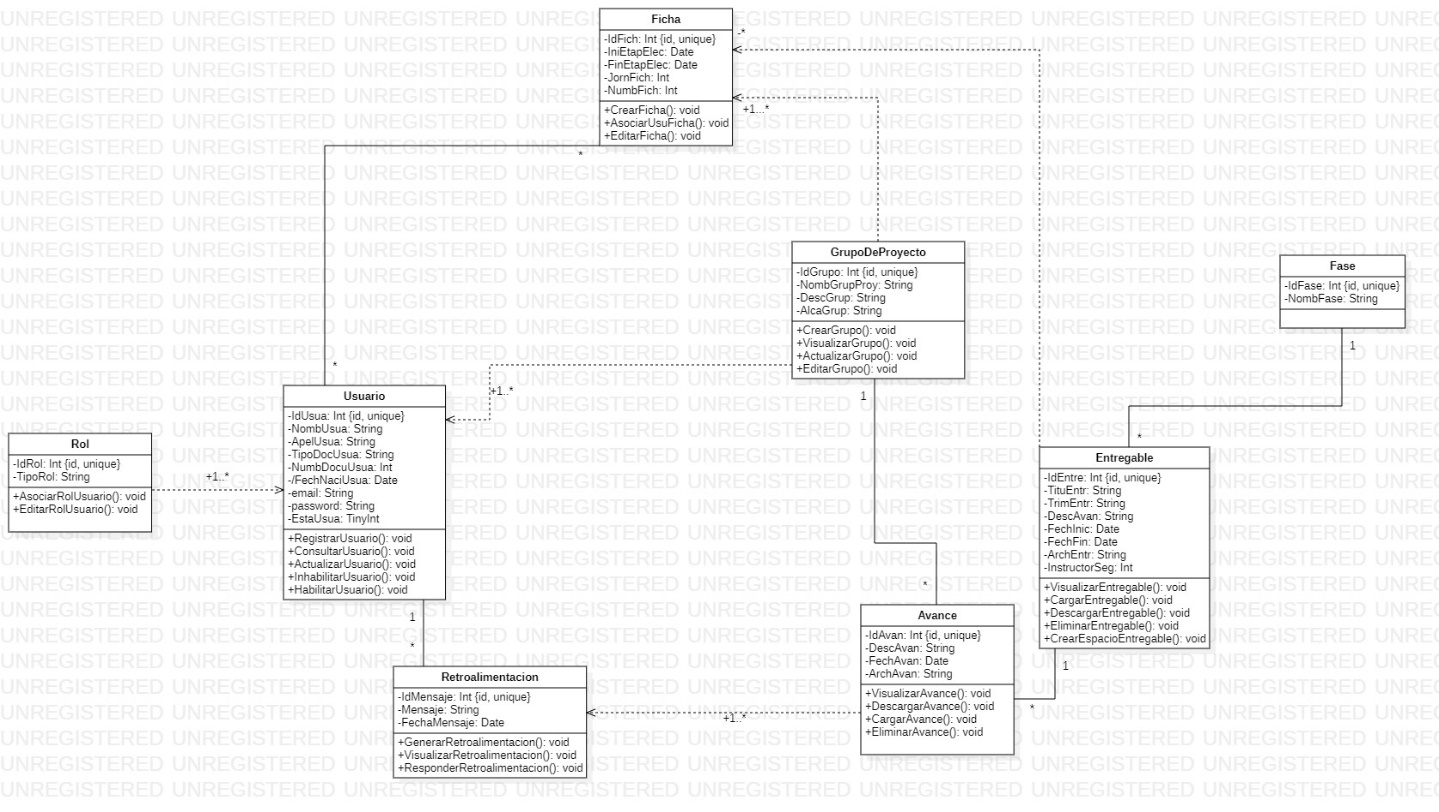 Ficha
-IdFich: Int {id, unique}
-IniEtapElec: Date
-FinEtapElec: Date
-JornFich: Int
-NumbFich: Int
+CrearFicha(): void
+AsociarUsuFicha(): void
+EditarFicha(): void
-*
+1...*
*
GrupoDeProyecto
-IdGrupo: Int {id, unique}
-NombGrupProy: String
-DescGrup: String
-AlcaGrup: String
+CrearGrupo(): void
+VisualizarGrupo(): void
+ActualizarGrupo(): void
+EditarGrupo(): void
1
Fase
-IdFase: Int {id, unique}
-NombFase: String
1
*
*
+1..*
Usuario
-IdUsua: Int {id, unique}
-NombUsua: String
-ApelUsua: String
-TipoDocUsua: String
-NumbDocuUsua: Int
-/FechNaciUsua: Date
-email: String
-password: String
-EstaUsua: TinyInt
+RegistrarUsuario(): void
+ConsultarUsuario(): void
+ActualizarUsuario(): void
+InhabilitarUsuario(): void
+HabilitarUsuario(): void
1
*
Rol
-IdRol: Int {id, unique}
-TipoRol: String
+AsociarRolUsuario(): void
+EditarRolUsuario(): void
+1..*
Entregable
-IdEntre: Int {id, unique}
-TituEntr: String
-TrimEntr: String
-DescAvan: String
-FechInic: Date
-FechFin: Date
-ArchEntr: String
-InstructorSeg: Int
+VisualizarEntregable(): void
+CargarEntregable(): void
+DescargarEntregable(): void
+EliminarEntregable(): void
+CrearEspacioEntregable(): void
1
*
*
Avance
-IdAvan: Int {id, unique}
-DescAvan: String
-FechAvan: Date
-ArchAvan: String
+VisualizarAvance(): void
+DescargarAvance(): void
+CargarAvance(): void
+EliminarAvance(): void
+1..*
Retroalimentacion
-IdMensaje: Int {id, unique}
-Mensaje: String
-FechaMensaje: Date
+GenerarRetroalimentacion(): void
+VisualizarRetroalimentacion(): void
+ResponderRetroalimentacion(): void
UNREGISTERED